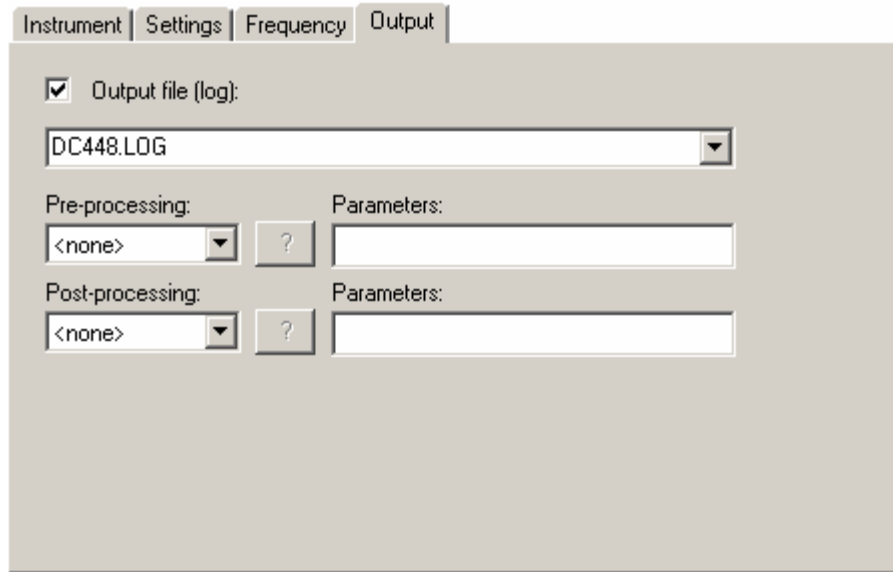 Instrument Settings Frequency Output
Output file (log):
DC448.LOG
Pre-processing: Parameters:
<none> ?
Post-processing: Parameters:
<none> ?